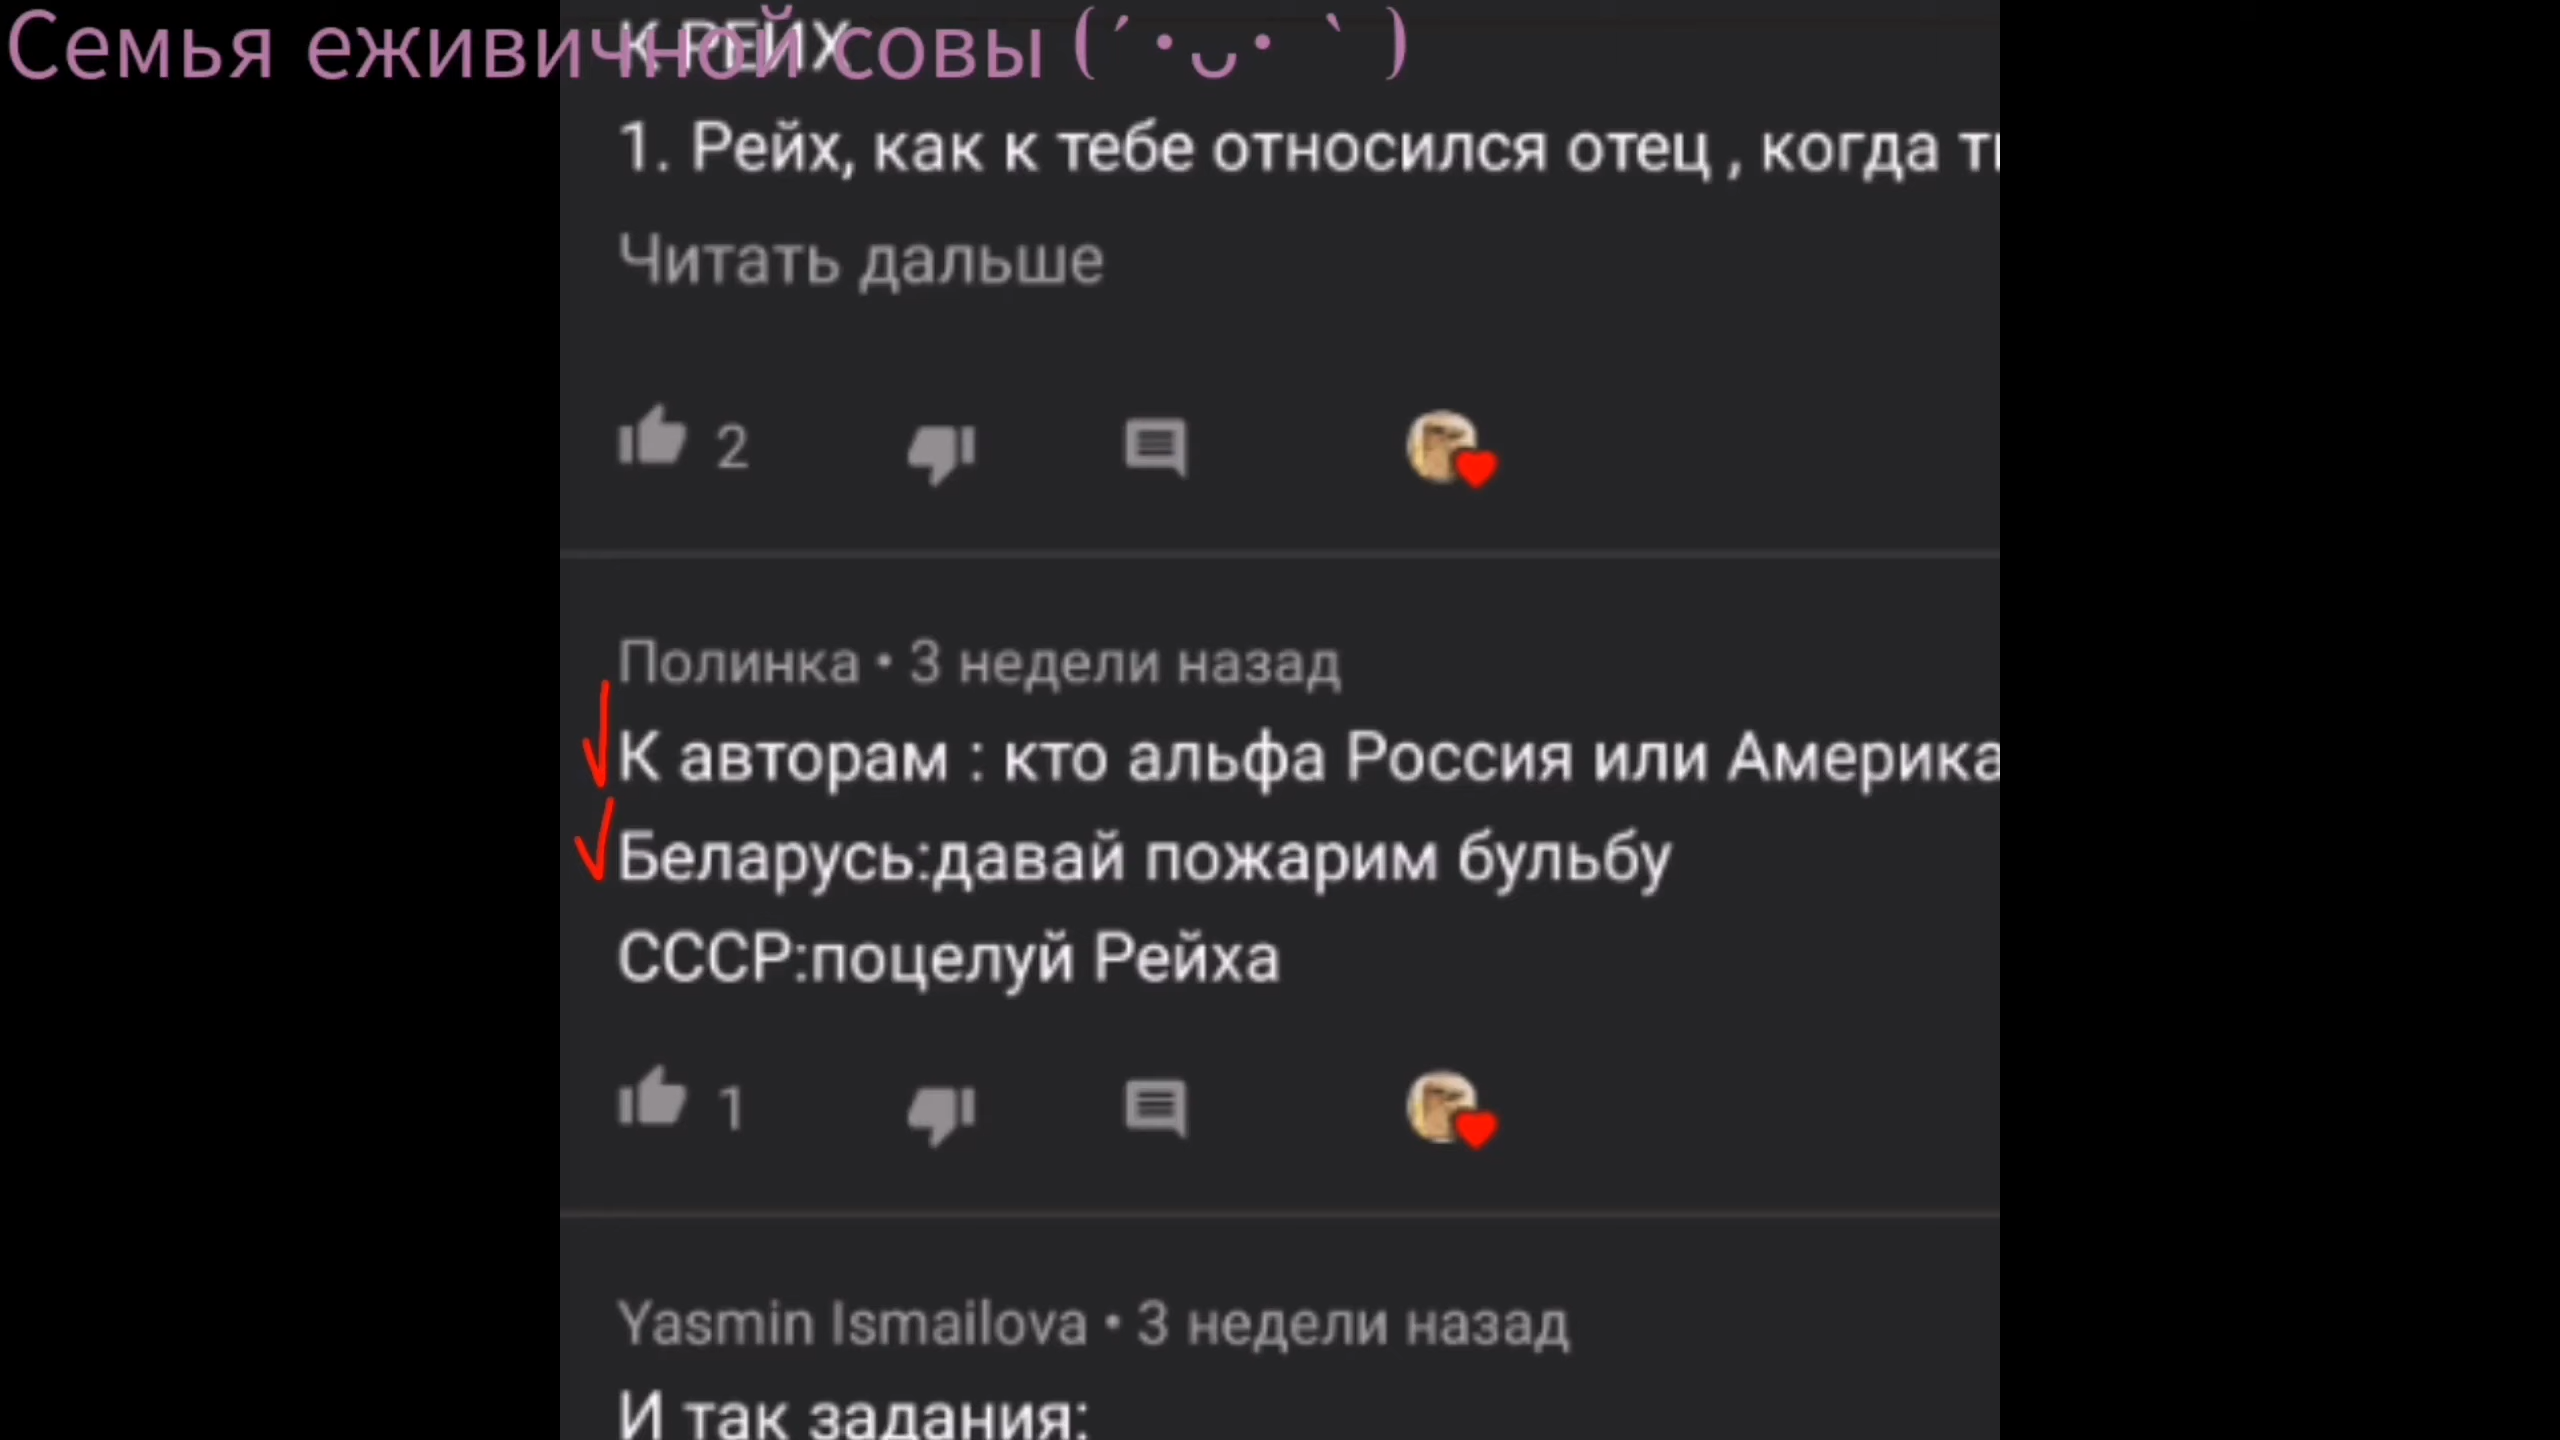 Семья еживичной совы (´･ᴗ･ ` )
К РЕЙХ
1. Рейх, как к тебе относился отец , когда
Читать дальше
2
Полинка • 3 недели назад
К авторам : кто альфа Россия или Америка
Беларусь:давай пожарим бульбу
СССР:поцелуй Рейха
1
Yasmin Ismailova • 3 недели назад
И так задания: